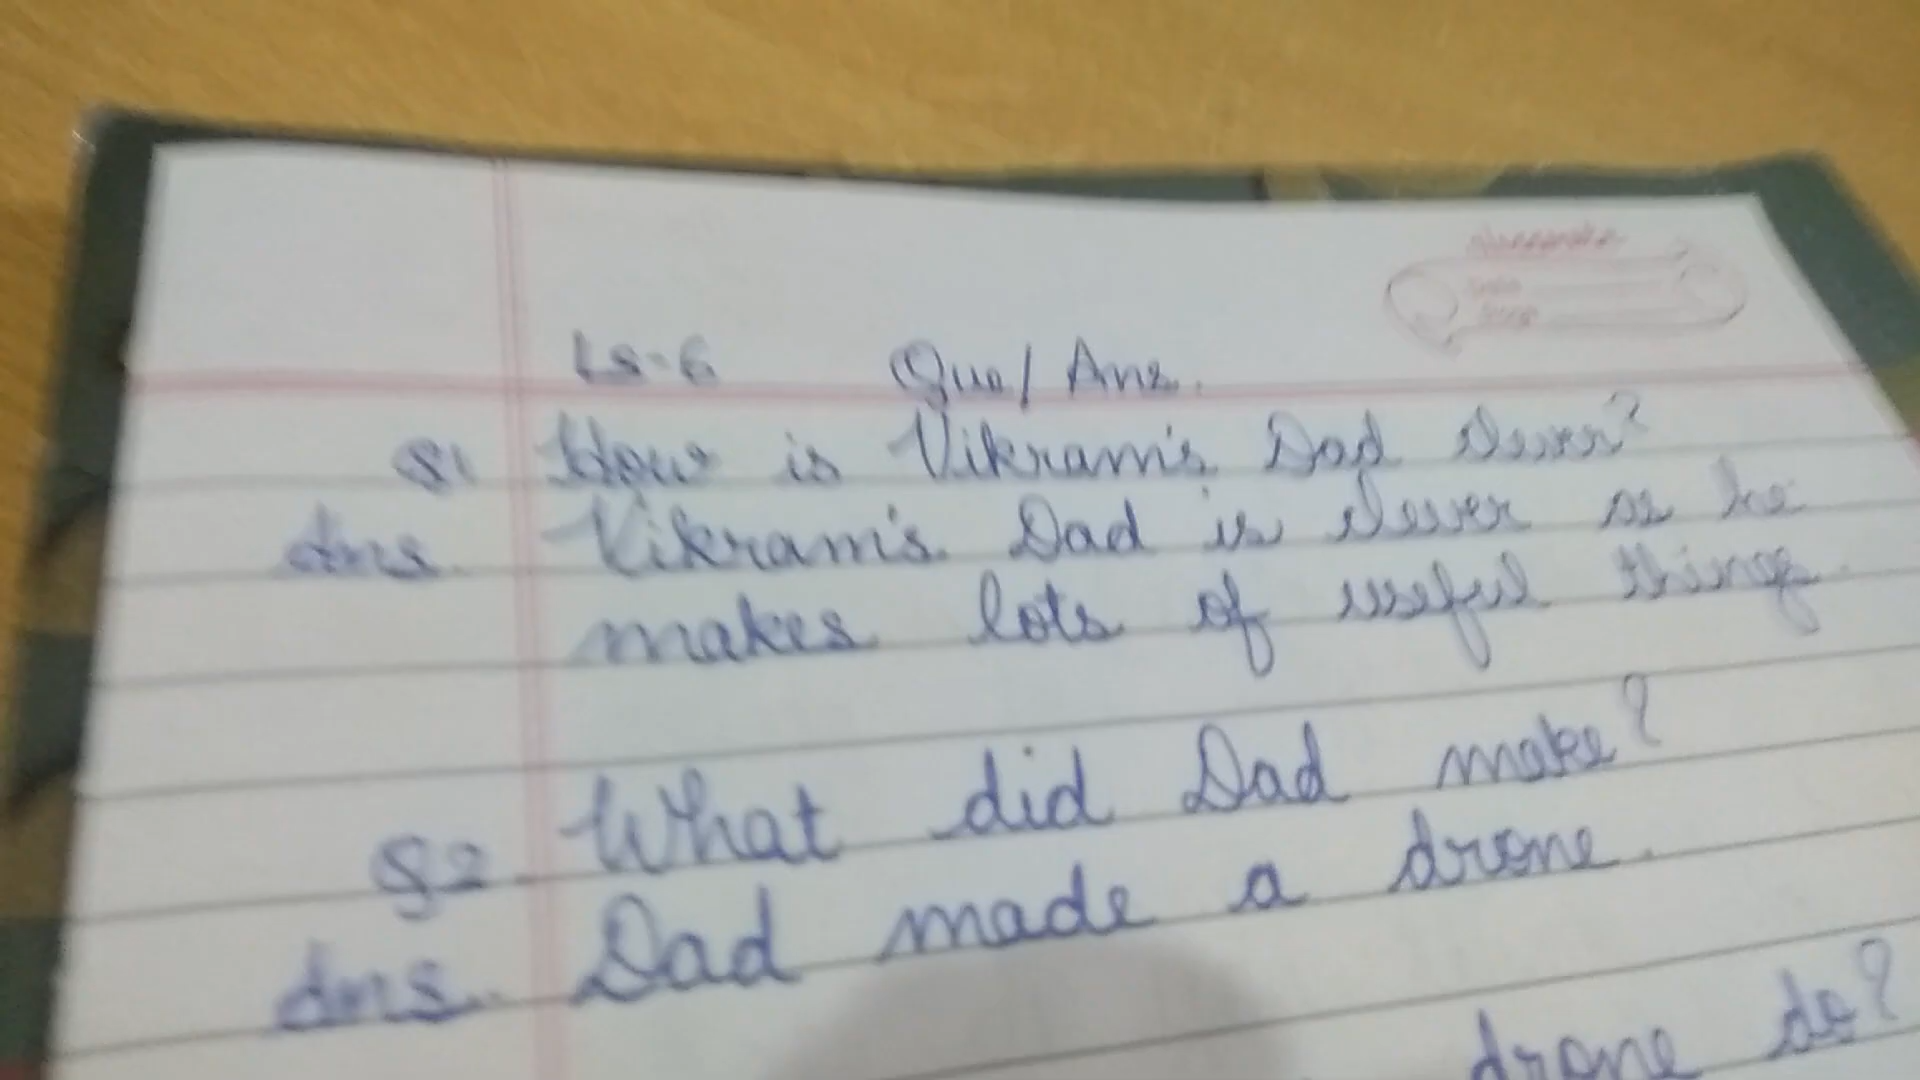 Ls-6 Que/Ans.
Q1 How is Vikram's Dad clever?
Ans. Vikram's Dad is clever as he
makes lots of useful things.
Q2. What did Dad make?
Ans. Dad made a drone.
drone do?